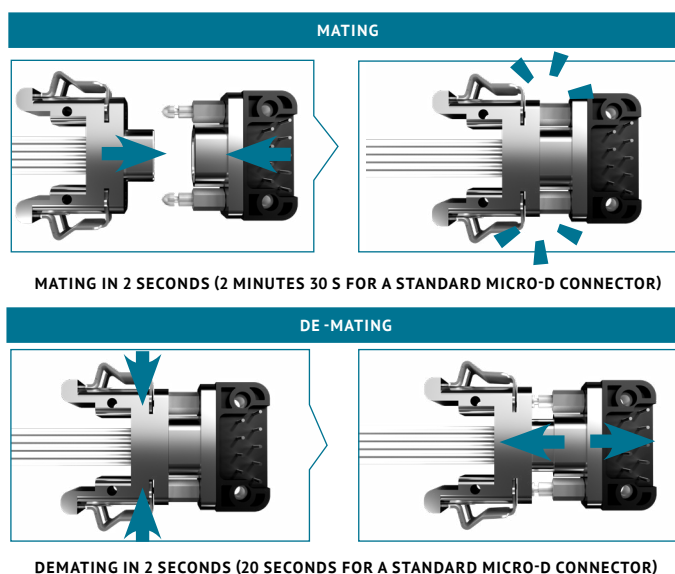 MATING
MATING IN 2 SECONDS (2 MINUTES 30 S FOR A STANDARD MICRO-D CONNECTOR)
DE -MATING
DEMATING IN 2 SECONDS (20 SECONDS FOR A STANDARD MICRO-D CONNECTOR)